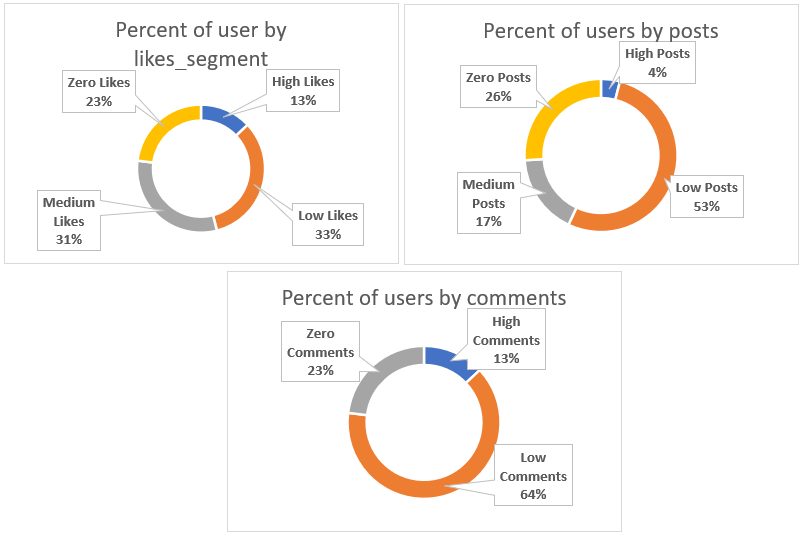 Percent of user by
likes_segment
Zero Likes
23%
High Likes
13%
Medium
Likes
31%
Low Likes
33%
Percent of users by posts
High Posts
4%
Zero Posts
26%
Medium
Posts
17%
Low Posts
53%
Percent of users by comments
High
Comments
13%
Zero
Comments
23%
Low
Comments
64%